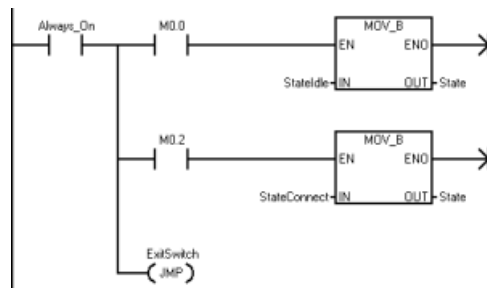 Always_On M0.0 MOV_B
EN ENO
StateIdle IN OUT State
M0.2 MOV_B
EN ENO
StateConnect IN OUT State
ExitSwitch
JMP